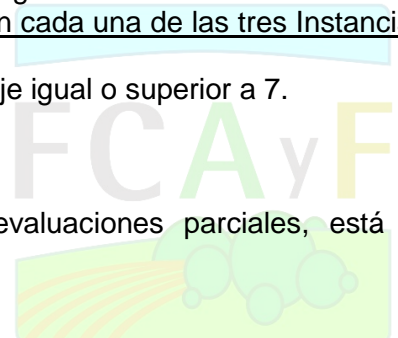 n cada una de las tres Instanci
je igual o superior a 7.
FCAyF
evaluaciones parciales, está